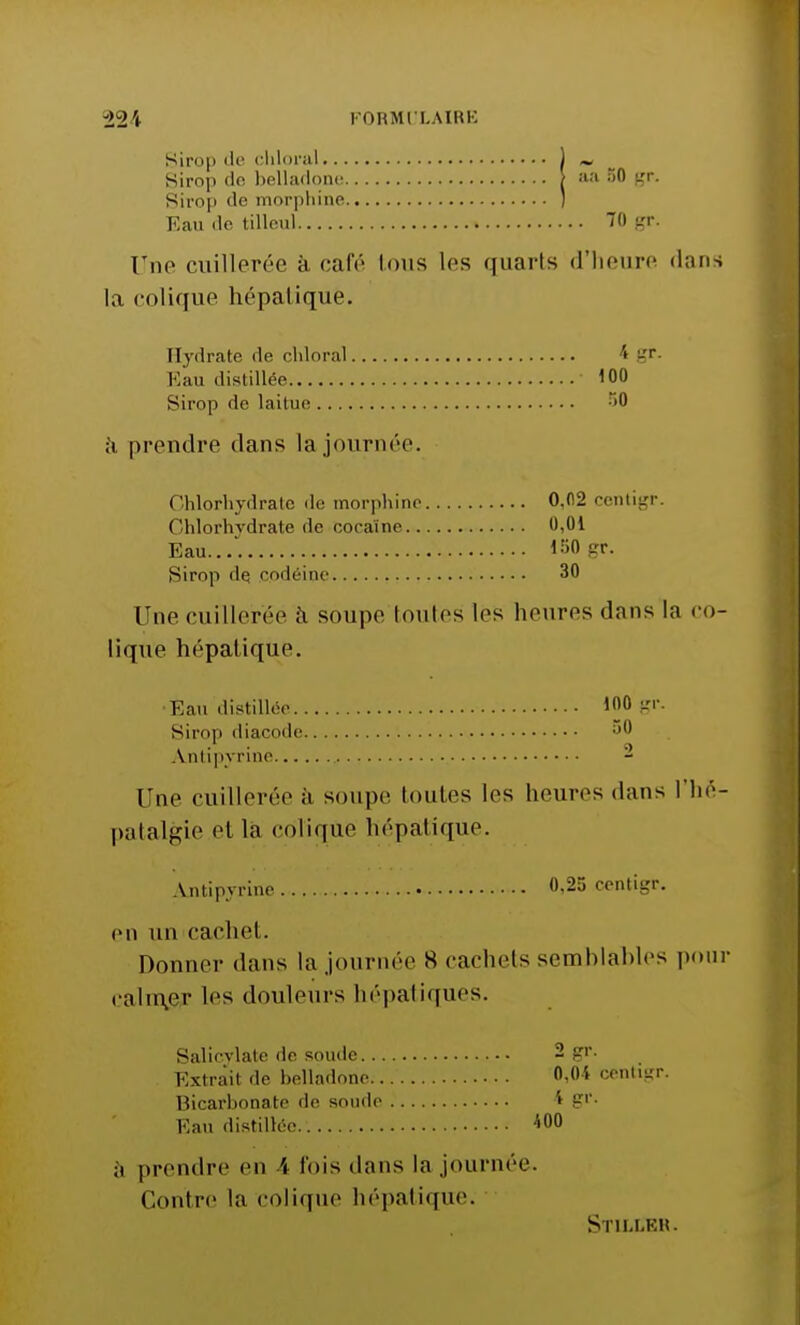 224 FORMULAIRE
Sirop de chloral..............................
Sirop de belladone........................... } ãa 50 gr.
Sirop de morphine............................
Eau de tilleul................................ 70 gr.
Une cuillerée à café tous les quarts d'heure dans
la colique hépatique.
Hydrate de chloral........................ 4 gr.
Eau distillée............................. 100
Sirop de laitue........................... 50
à prendre dans la journée.
Chlorhydrate de morphine........... 0,02 centigr.
Chlorhydrate de cocaïne............. 0,01
Eau................................. 150 gr.
Sirop de codéine.................... 30
Une cuillerée à soupe toutes les heures dans la co-
lique hépatique.
Eau distillée............................. 100 gr.
Sirop diacode............................. 50
Antipyrine................................ 2
Une cuillerée à soupe toutes les heures dans l'hé-
patalgie et la colique hépatique.
Antipyrine............................ 0,25 centigr.
en un cachet.
Donner dans la journée 8 cachets semblables pour
calmer les douleurs hépatiques.
Salicylate de soude................. 2 gr.
Extrait de belladone................ 0,04 centigr.
Bicarbonate de soude................ 4 gr.
Eau distillée....................... 400
à prendre en 4 fois dans la journée.
Contre la colique hépatique.
STILLER.